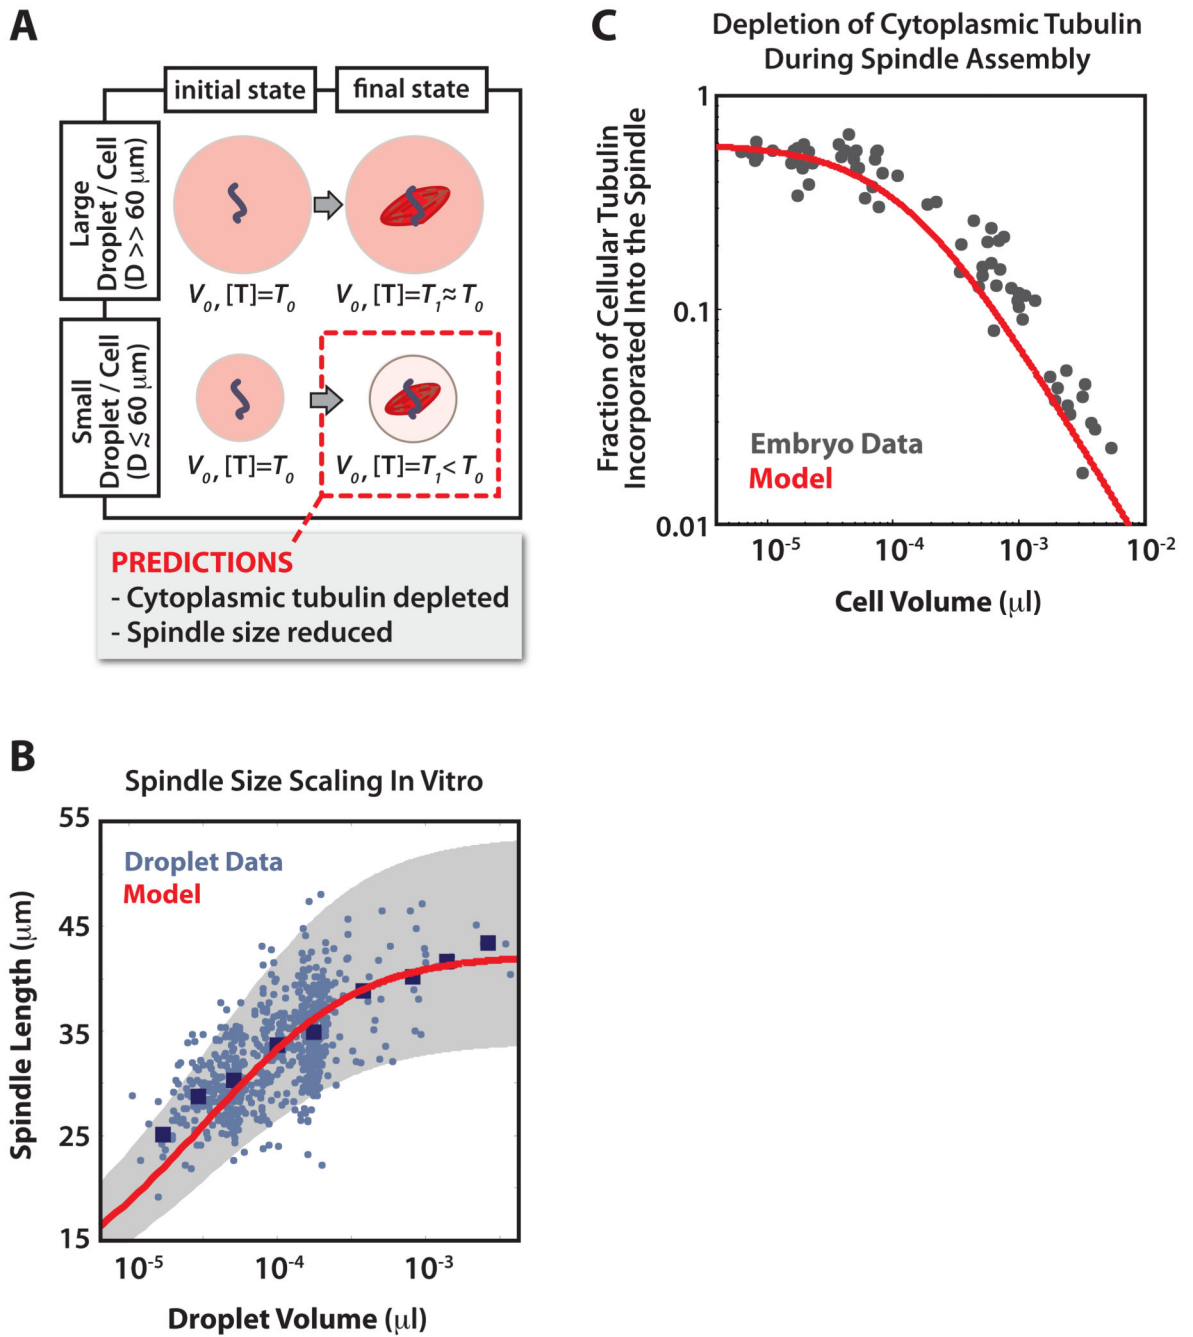 A
initial state
final state
Large
Droplet / Cell
(D >> 60 μm)
V₀, [T]=T₀
V₀, [T]=T₁≈ T₀
Small
Droplet / Cell
(D ≲ 60 μm)
V₀, [T]=T₀
V₀, [T]=T₁< T₀
PREDICTIONS
- Cytoplasmic tubulin depleted
- Spindle size reduced
B
Spindle Size Scaling In Vitro
Droplet Data
Model
Spindle Length (μm)
55
45
35
25
15
10⁻⁵
10⁻⁴
10⁻³
Droplet Volume (μl)
C
Depletion of Cytoplasmic Tubulin
During Spindle Assembly
Fraction of Cellular Tubulin
Incorporated Into the Spindle
1
0.1
0.01
Embryo Data
Model
10⁻⁵
10⁻⁴
10⁻³
10⁻²
Cell Volume (μl)